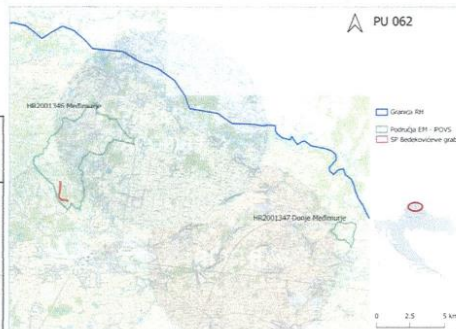 PU 062
HR2001346 Međimurje
Granica RH
Područja EM - POVS
SP Bedekovićeve grabe
HR2001347 Donje Međimurje
0 2.5 5 km